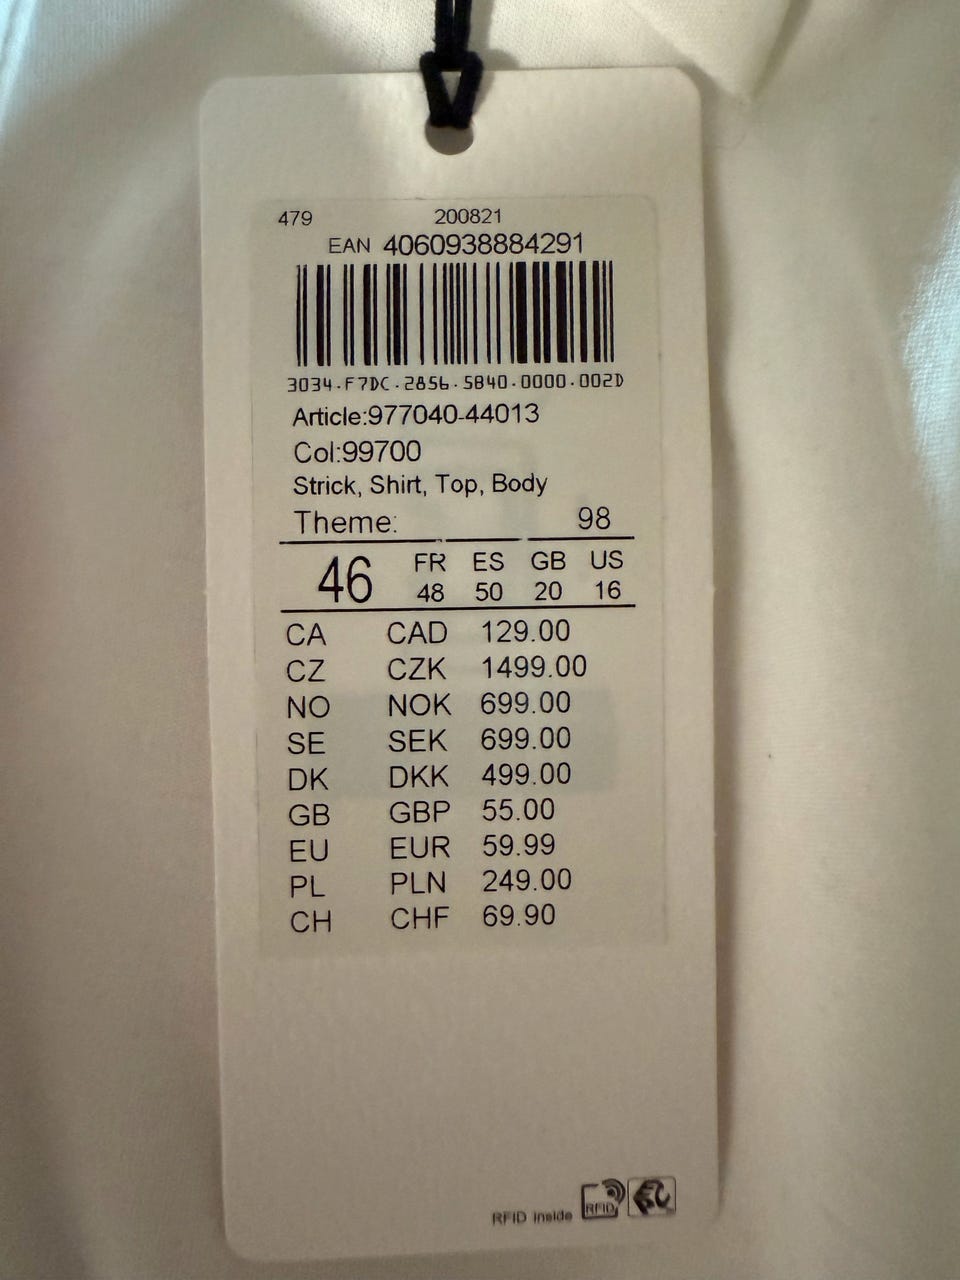 479 200821
EAN 4060938884291
3034.F7DC.2856.5B40.0000.002D
Article:977040-44013
Col:99700
Strick, Shirt, Top, Body
Theme: 98
46 FR ES GB US
48 50 20 16
CA CAD 129.00
CZ CZK 1499.00
NO NOK 699.00
SE SEK 699.00
DK DKK 499.00
GB GBP 55.00
EU EUR 59.99
PL PLN 249.00
CH CHF 69.90
RFID Inside RFID